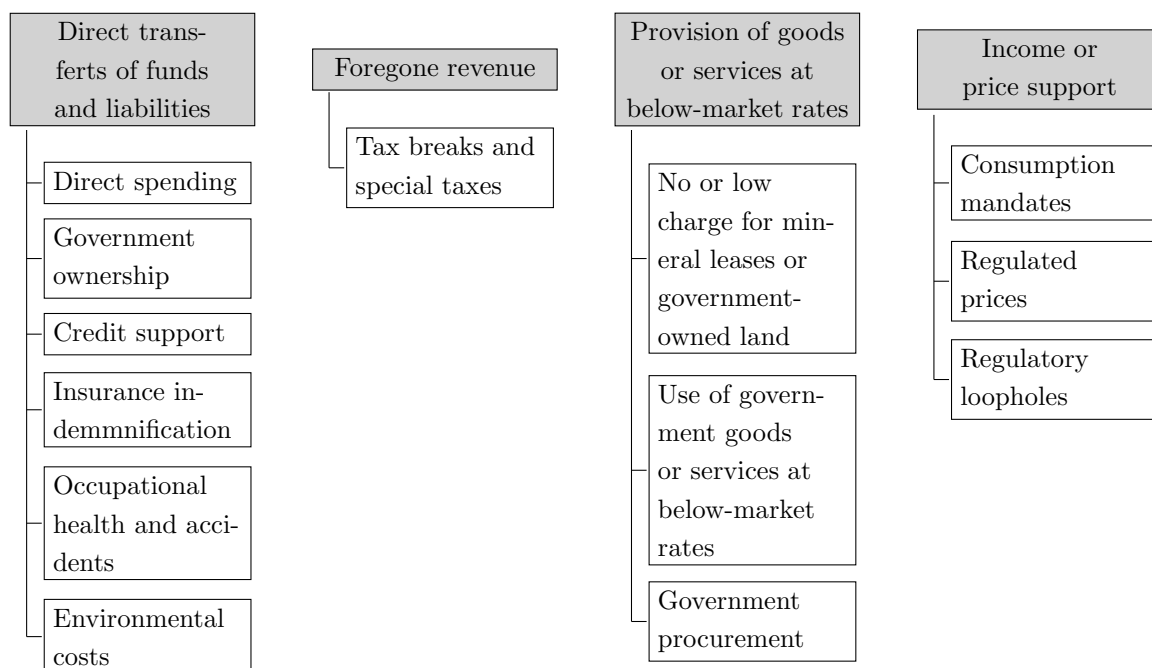 Direct trans-
ferts of funds
and liabilities
Direct spending
Government
ownership
Credit support
Insurance in-
demmnification
Occupational
health and acci-
dents
Environmental
costs
Foregone revenue
Tax breaks and
special taxes
Provision of goods
or services at
below-market rates
No or low
charge for min-
eral leases or
government-
owned land
Use of govern-
ment goods
or services at
below-market
rates
Government
procurement
Income or
price support
Consumption
mandates
Regulated
prices
Regulatory
loopholes